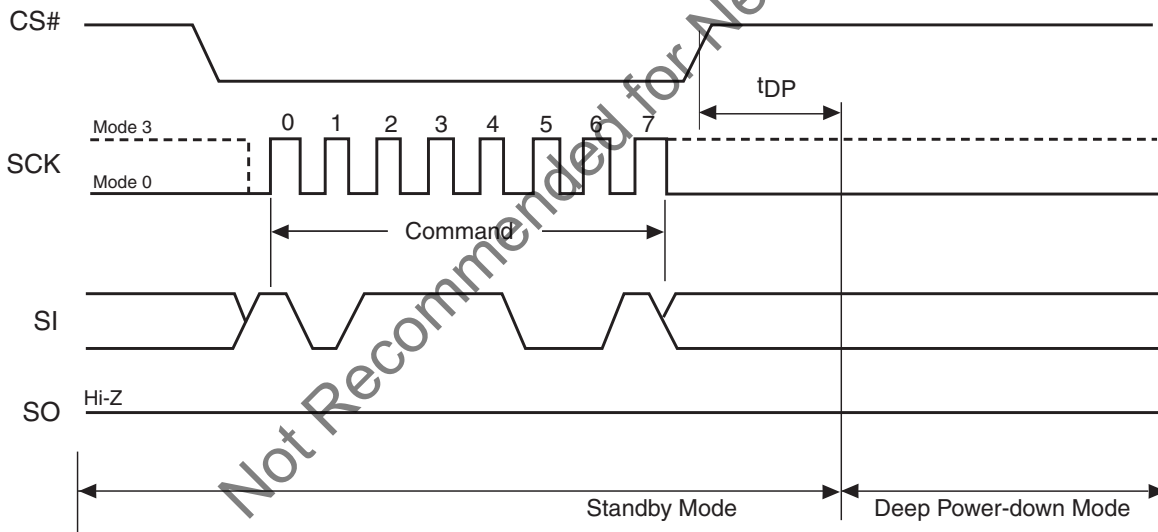 CS#
tDP
Mode 3
0 1 2 3 4 5 6 7
SCK
Mode 0
Command
SI
Hi-Z
SO
Standby Mode
Deep Power-down Mode
Not Recommended for Ne